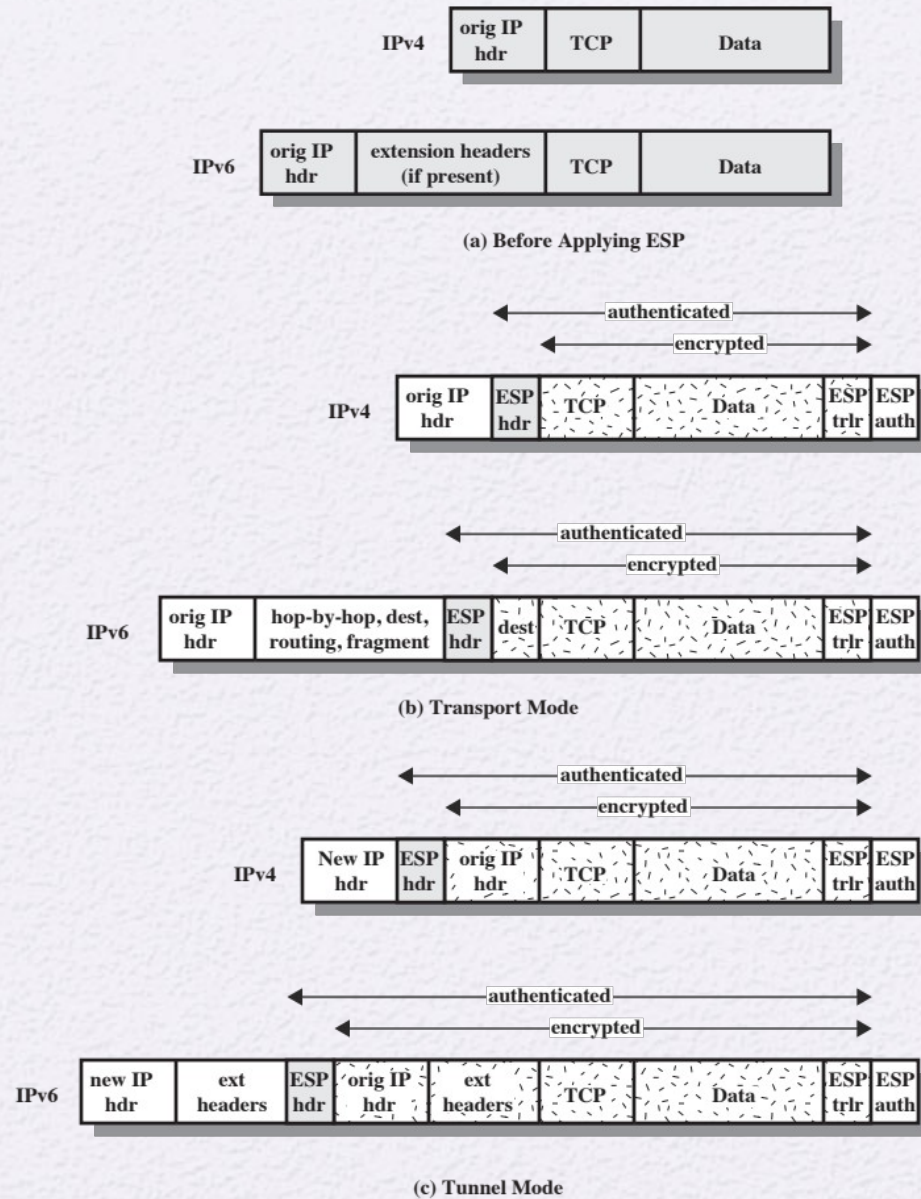 IPv4
orig IP
hdr
TCP
Data
IPv6
orig IP
hdr
extension headers
(if present)
TCP
Data
(a) Before Applying ESP
authenticated
encrypted
IPv4
orig IP
hdr
ESP
hdr
TCP
Data
ESP
trlr
ESP
auth
authenticated
encrypted
IPv6
orig IP
hdr
hop-by-hop, dest,
routing, fragment
ESP
hdr
dest
TCP
Data
ESP
trlr
ESP
auth
(b) Transport Mode
authenticated
encrypted
IPv4
New IP
hdr
ESP
hdr
orig IP
hdr
TCP
Data
ESP
trlr
ESP
auth
authenticated
encrypted
IPv6
new IP
hdr
ext
headers
ESP
hdr
orig IP
hdr
ext
headers
TCP
Data
ESP
trlr
ESP
auth
(c) Tunnel Mode